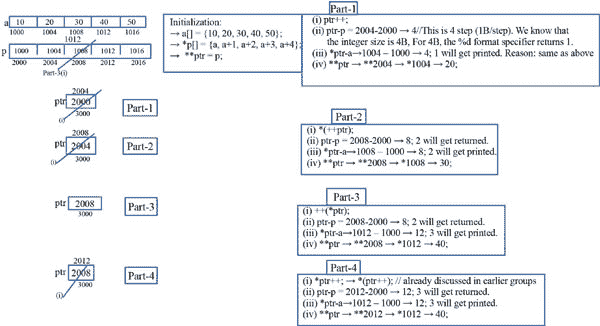 a 10 20 30 40 50
1000 1004 1008 1012 1016
1012
p 1000 1004 1008 1012 1016
2000 2004 2008 2012 2016
Part-3(i)
Initialization:
→ a[] = {10, 20, 30, 40, 50}
→ *p[] = {a, a+1, a+2, a+3, a+4};
→ **ptr = p;
Part-1
(i) ptr++;
(ii) ptr-p = 2004-2000 → 4//This is 4 step (1B/step). We know that
the integer size is 4B, For 4B, the %d format specifier returns 1.
(iii) *ptr-a→1004 – 1000 → 4; 1 will get printed. Reason: same as above
(iv) **ptr → **2004 → *1004 → 20;
2004
ptr 2000 Part-1
(i) 3000
2008
ptr 2004 Part-2
(i) 3000
Part-2
(i) *(++ptr);
(ii) ptr-p = 2008-2000 → 8; 2 will get returned.
(iii) *ptr-a→1008 – 1000 → 8; 2 will get printed.
(iv) **ptr → **2008 → *1008 → 30;
ptr 2008 Part-3
3000
Part-3
(i) ++(*ptr);
(ii) ptr-p = 2008-2000 → 8; 2 will get returned.
(iii) *ptr-a→1012 – 1000 → 12; 3 will get printed.
(iv) **ptr → **2008 → *1012 → 40;
2012
ptr 2008 Part-4
(i) 3000
Part-4
(i) *ptr++; → *(ptr++); // already discussed in earlier groups
(ii) ptr-p = 2012-2000 → 12; 3 will get returned.
(iii) *ptr-a→1012 – 1000 → 12; 3 will get printed.
(iv) **ptr → **2012 → *1012 → 40;